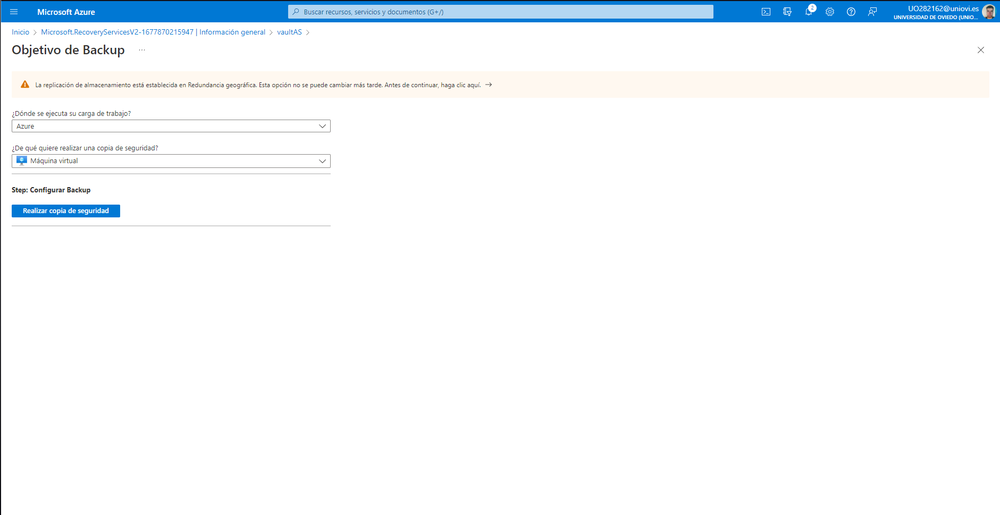 Microsoft Azure
Buscar recursos, servicios y documentos (G+/)
2
UO282162@uniovi.es
UNIVERSIDAD DE OVIEDO (UNIO...
Inicio > Microsoft.RecoveryServicesV2-1677870215947 | Información general > vaultAS >
Objetivo de Backup ...
La replicación de almacenamiento está establecida en Redundancia geográfica. Esta opción no se puede cambiar más tarde. Antes de continuar, haga clic aquí. →
¿Dónde se ejecuta su carga de trabajo?
Azure
¿De qué quiere realizar una copia de seguridad?
Máquina virtual
Step: Configurar Backup
Realizar copia de seguridad